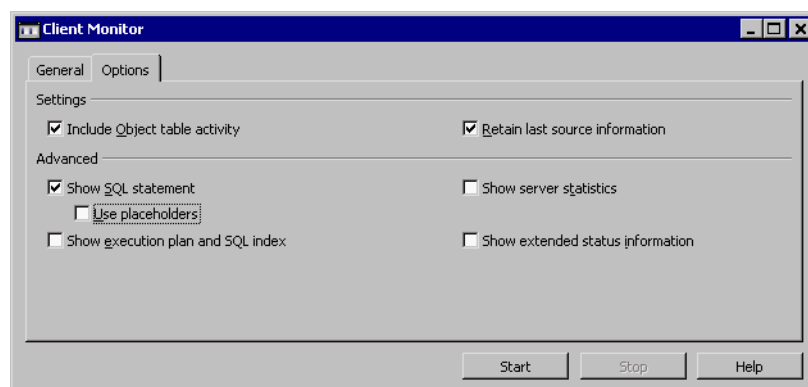 Client Monitor
General Options
Settings
Include Object table activity
Retain last source information
Advanced
Show SQL statement
Show server statistics
Use placeholders
Show execution plan and SQL index
Show extended status information
Start Stop Help